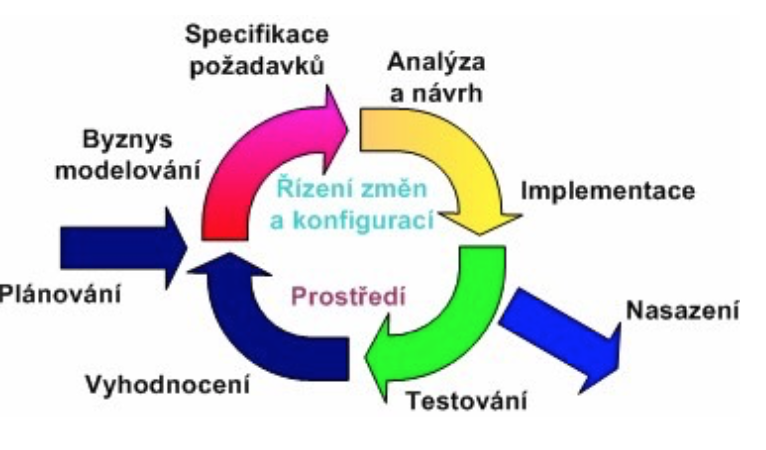 Specifikace
požadavků
Analýza
a návrh
Byznys
modelování
Řízení změn
a konfigurací
Implementace
Plánování
Prostředí
Nasazení
Vyhodnocení
Testování